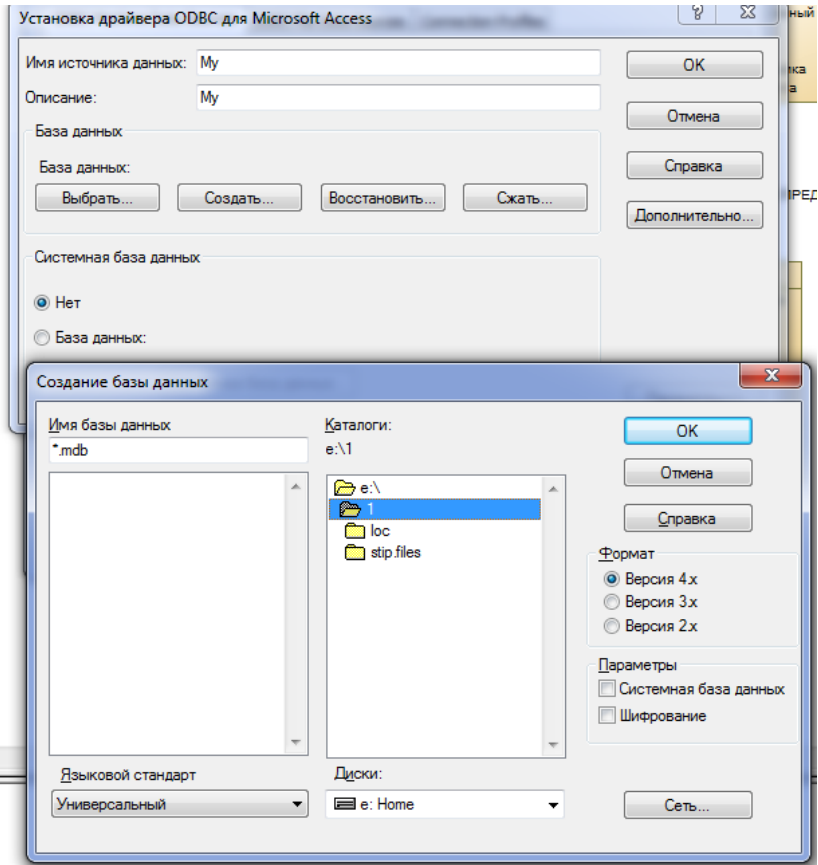 Установка драйвера ODBC для Microsoft Access
ный
Имя источника данных: My
OK
ика
а
Описание: My
Отмена
База данных
База данных:
Справка
Выбрать... Создать... Восстановить... Сжать...
ПРЕД
Дополнительно...
Системная база данных
Нет
База данных:
Создание базы данных
Имя базы данных
Каталоги:
OK
*.mdb
e:\1
Отмена
e:\
1
Справка
loc
stip.files
Формат
Версия 4.x
Версия 3.x
Версия 2.x
Параметры
Системная база данных
Шифрование
Языковой стандарт
Диски:
Универсальный
e: Home
Сеть...